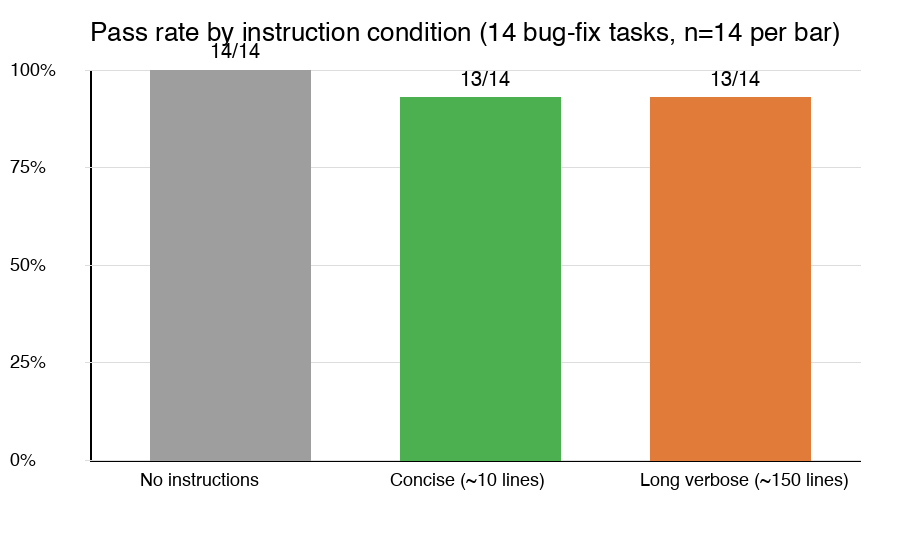 Pass rate by instruction condition (14 bug-fix tasks, n=14 per bar)
14/14
13/14
13/14
100%
75%
50%
25%
0%
No instructions
Concise (~10 lines)
Long verbose (~150 lines)